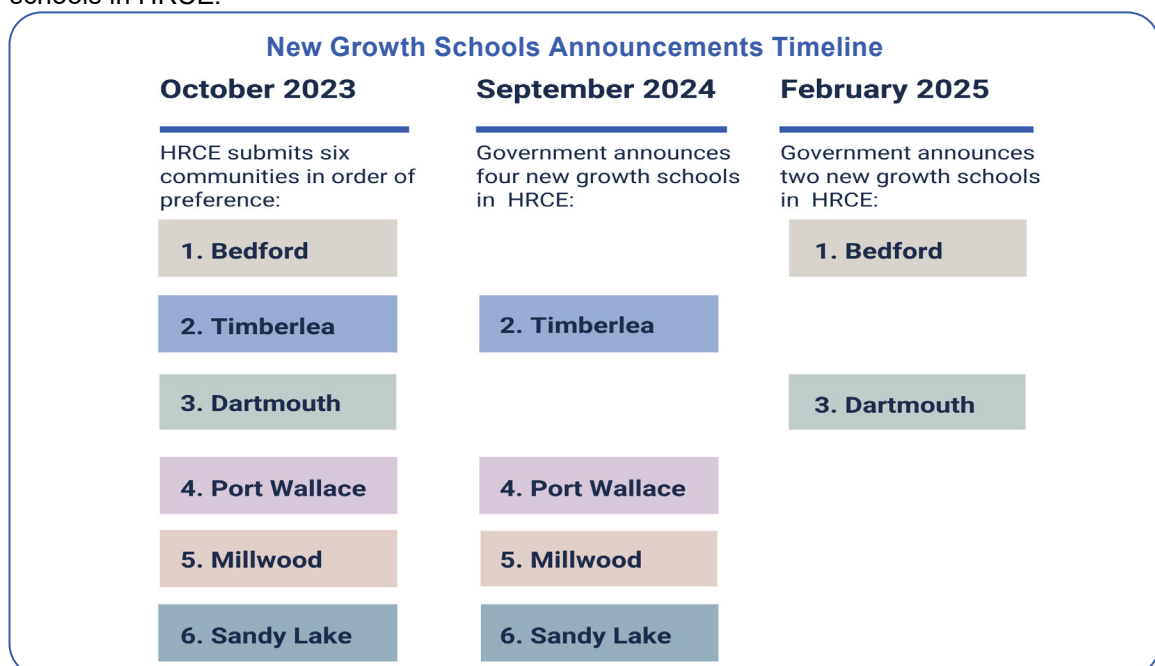 schools in HRCE.
New Growth Schools Announcements Timeline
October 2023
HRCE submits six
communities in order of
preference:
1. Bedford
2. Timberlea
3. Dartmouth
4. Port Wallace
5. Millwood
6. Sandy Lake
September 2024
Government announces
four new growth schools
in HRCE:
2. Timberlea
4. Port Wallace
5. Millwood
6. Sandy Lake
February 2025
Government announces
two new growth schools
in HRCE:
1. Bedford
3. Dartmouth